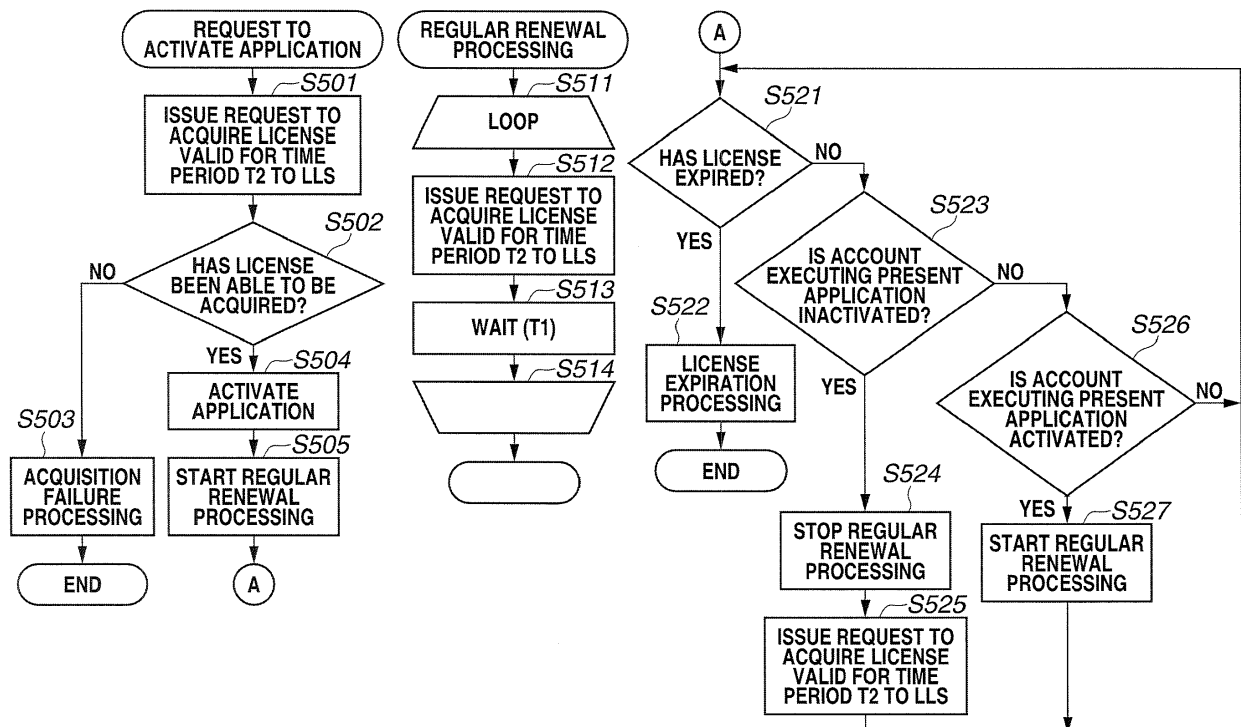 REQUEST TO
ACTIVATE APPLICATION
S501
ISSUE REQUEST TO
ACQUIRE LICENSE
VALID FOR TIME
PERIOD T2 TO LLS
S502
HAS LICENSE
BEEN ABLE TO BE
ACQUIRED?
NO
YES
S503
ACQUISITION
FAILURE
PROCESSING
END
S504
ACTIVATE
APPLICATION
S505
START REGULAR
RENEWAL
PROCESSING
A
REGULAR RENEWAL
PROCESSING
S511
LOOP
S512
ISSUE REQUEST TO
ACQUIRE LICENSE
VALID FOR TIME
PERIOD T2 TO LLS
S513
WAIT (T1)
S514
A
S521
HAS LICENSE
EXPIRED?
NO
YES
S522
LICENSE
EXPIRATION
PROCESSING
END
S523
IS ACCOUNT
EXECUTING PRESENT
APPLICATION
INACTIVATED?
NO
YES
S524
STOP REGULAR
RENEWAL
PROCESSING
S525
ISSUE REQUEST TO
ACQUIRE LICENSE
VALID FOR TIME
PERIOD T2 TO LLS
S526
IS ACCOUNT
EXECUTING PRESENT
APPLICATION
ACTIVATED?
NO
YES
S527
START REGULAR
RENEWAL
PROCESSING